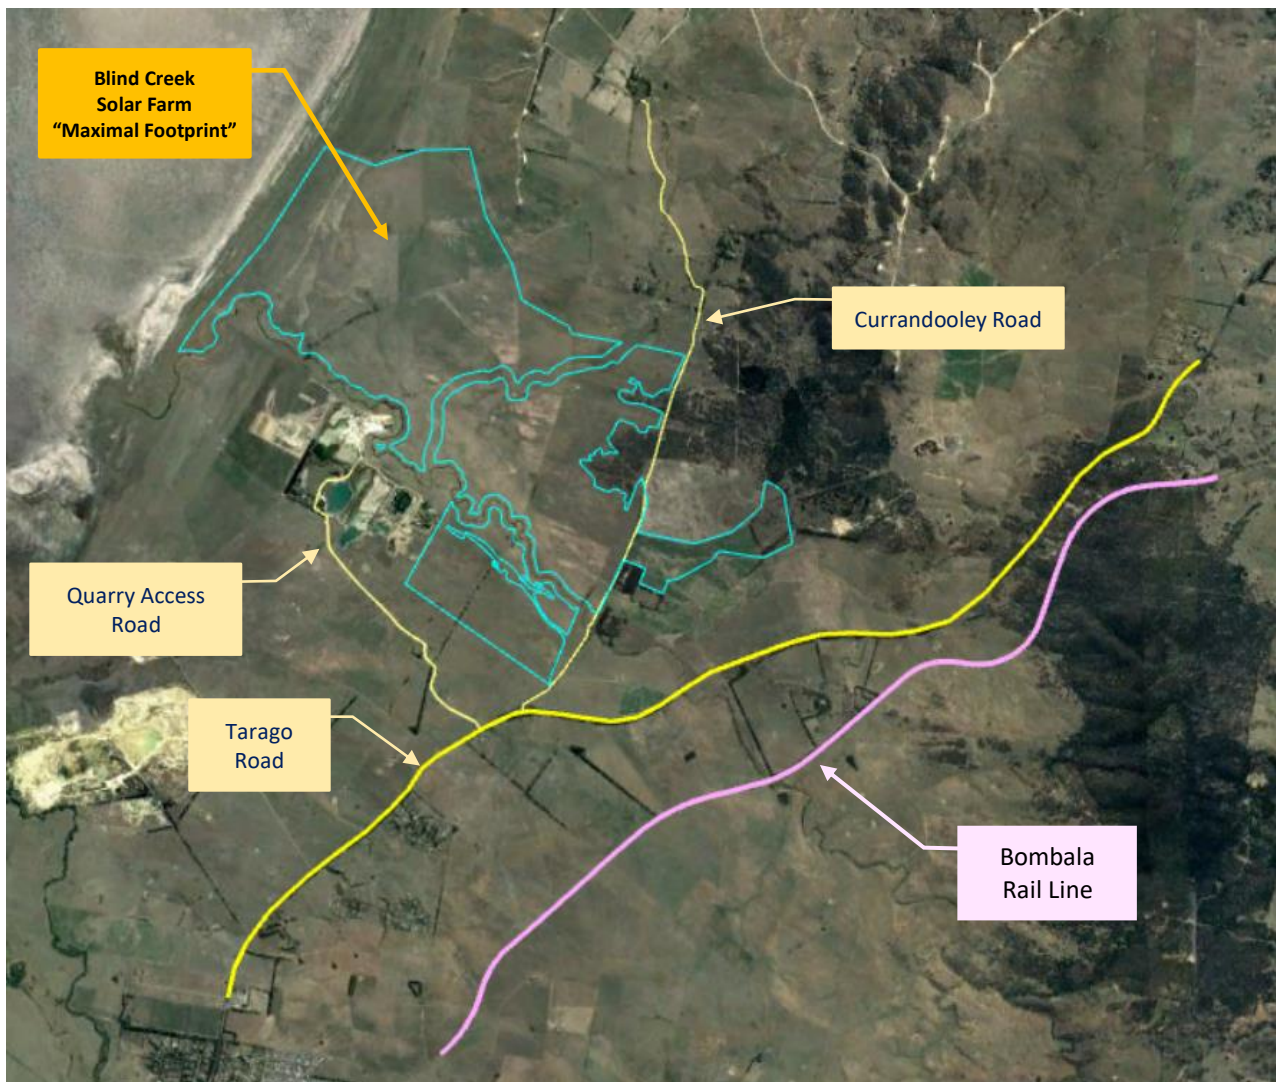 Blind Creek
Solar Farm
“Maximal Footprint”
Currandooley Road
Quarry Access
Road
Tarago
Road
Bombala
Rail Line